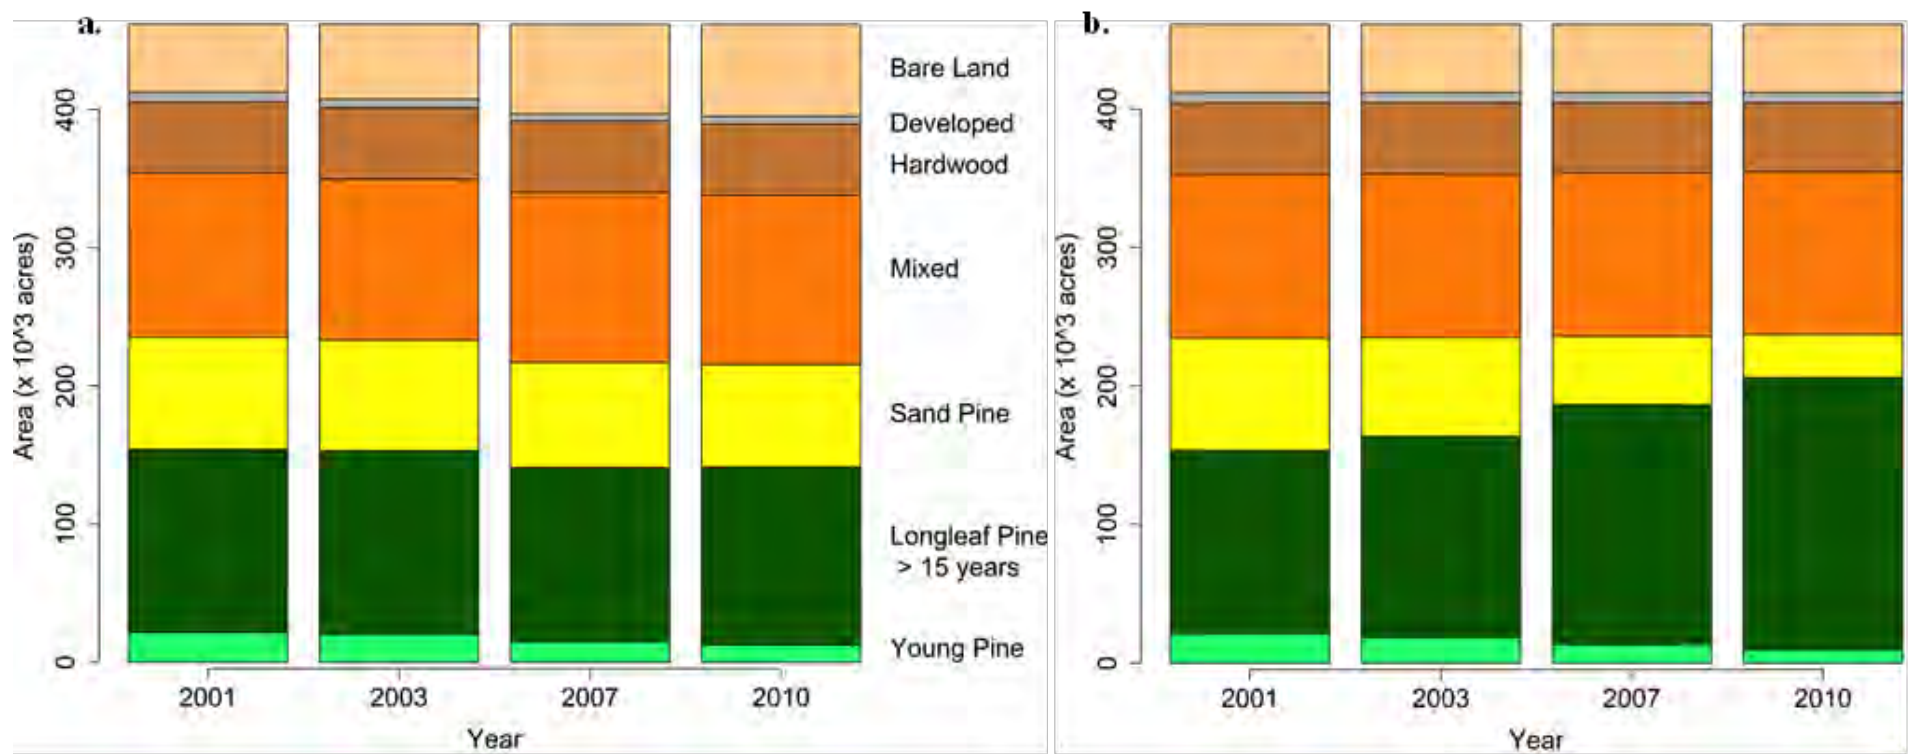 a.
Area (x 10^3 acres)
400
300
200
100
0
Bare Land
Developed
Hardwood
Mixed
Sand Pine
Longleaf Pine
> 15 years
Young Pine
2001 2003 2007 2010
Year
b.
Area (x 10^3 acres)
400
300
200
100
0
2001 2003 2007 2010
Year